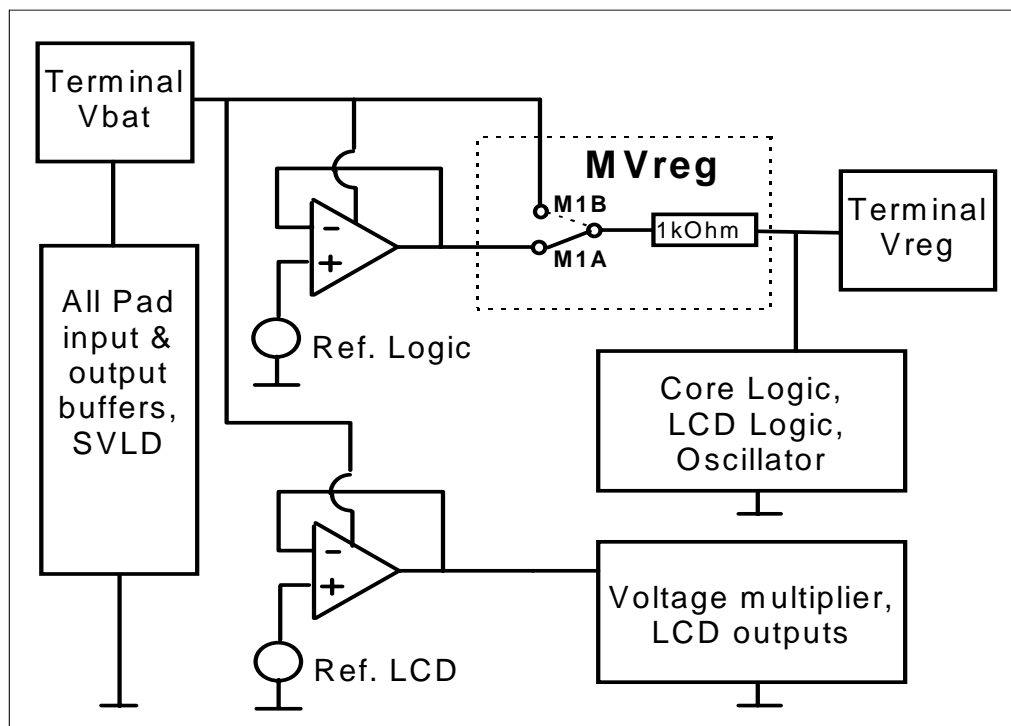 Terminal
Vbat
MVreg
M1B
M1A
1kOhm
Terminal
Vreg
-
+
Ref. Logic
All Pad
input &
output
buffers,
SVLD
Core Logic,
LCD Logic,
Oscillator
-
+
Ref. LCD
Voltage multiplier,
LCD outputs